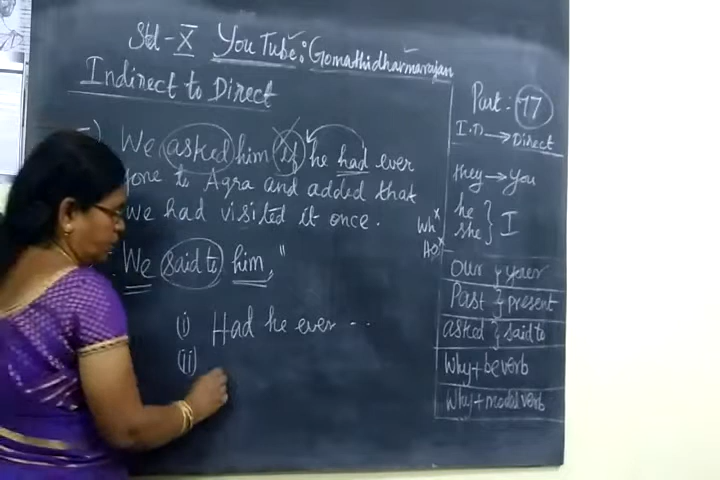 Std - X YouTube: Gomathidharmarajan
Indirect to Direct
We asked him if he had ever
gone to Agra and added that
we had visited it once.
We said to him, "
(i) Had he ever ...
(ii)
Part: 17
I.D → Direct
they → You
he
she } I
Wh x
Our } your
Past } present
asked } said to
Why + be verb
Why + modal verb